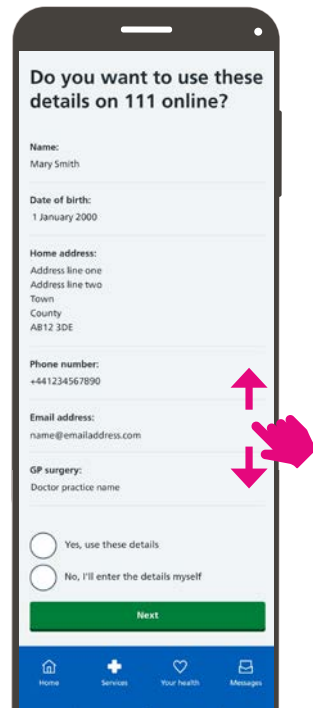 Do you want to use these
details on 111 online?
Name:
Mary Smith
Date of birth:
1 January 2000
Home address:
Address line one
Address line two
Town
County
AB12 3DE
Phone number:
+441234567890
Email address:
name@emailaddress.com
GP surgery:
Doctor practice name
Yes, use these details
No, I'll enter the details myself
Next
Home Services Your health Messages